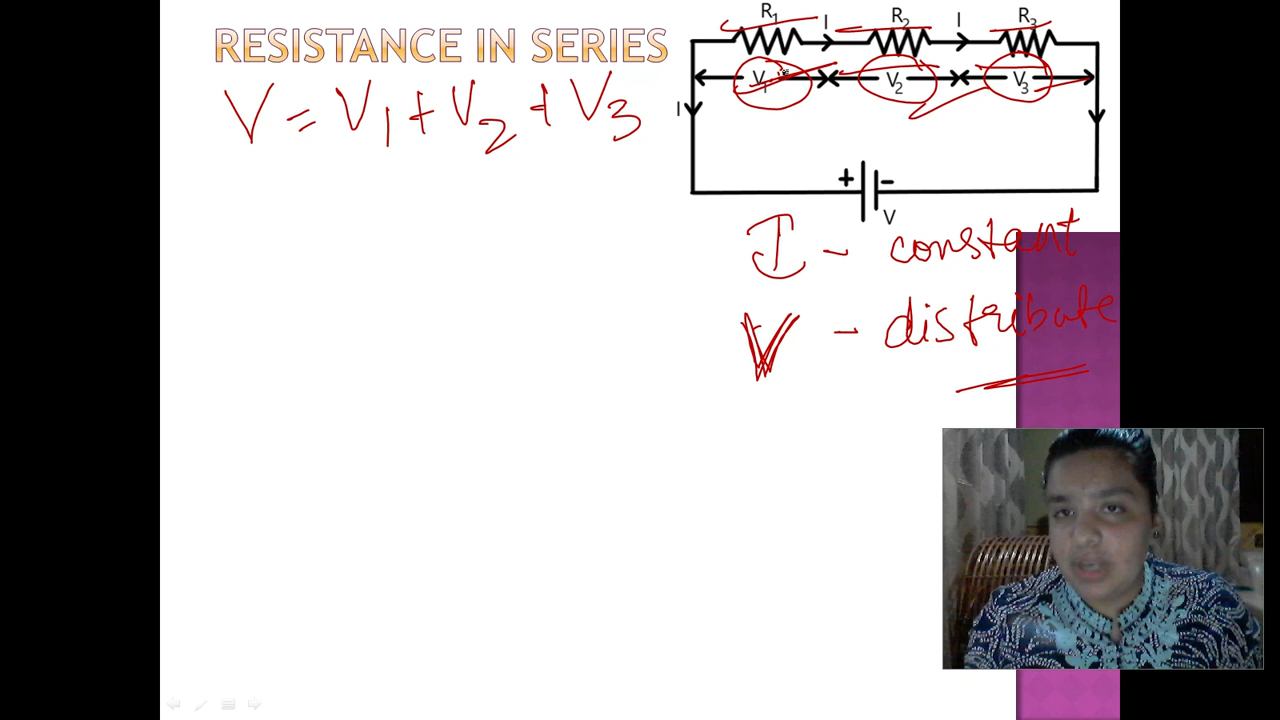 RESISTANCE IN SERIES
R1 I R2 I R3
V1 V2 V3
I
+ -
V
V = V1 + V2 + V3
I - constant
V - distribute